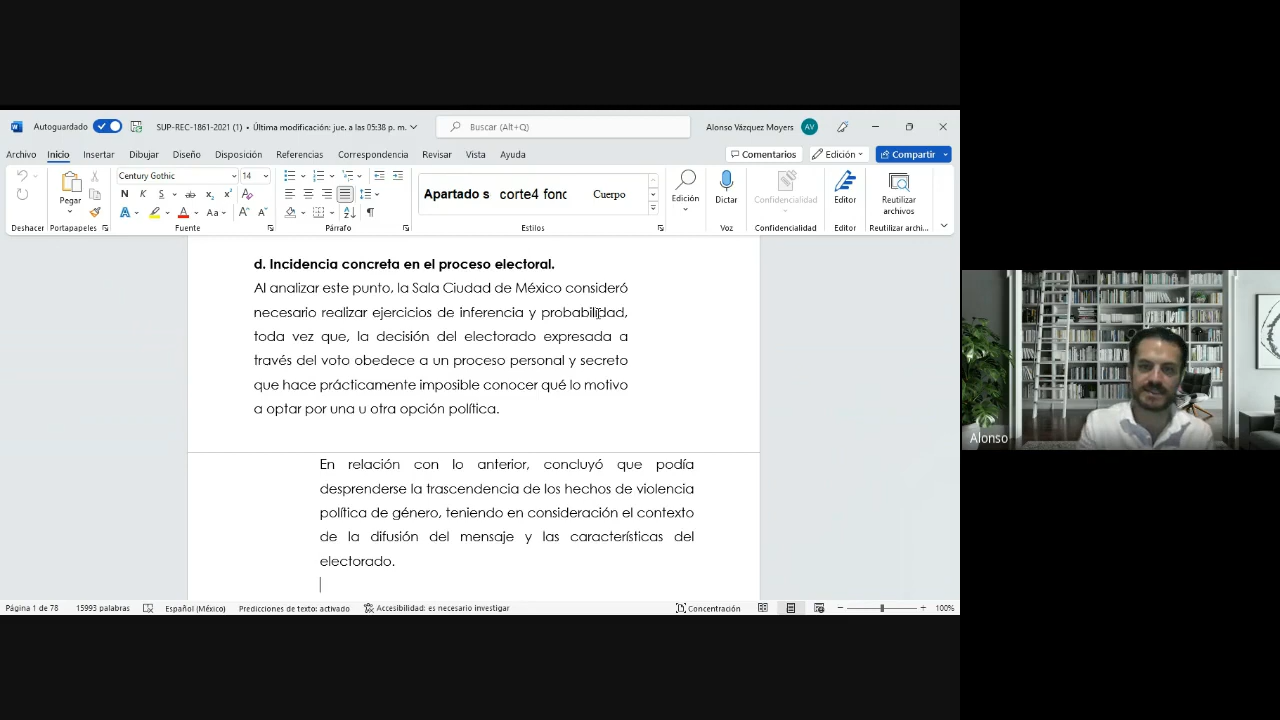 Autoguardado
SUP-REC-1861-2021 (1) • Última modificación: jue. a las 05:38 p. m.
Buscar (Alt+Q)
Alonso Vázquez Moyers
AV
Archivo Inicio Insertar Dibujar Diseño Disposición Referencias Correspondencia Revisar Vista Ayuda
Comentarios
Edición
Compartir
Pegar
Century Gothic
14
N K S ab x₂ x²
A A Aa A A
Apartado s
corte4 fonc
Cuerpo
Edición
Dictar
Confidencialidad
Editor
Reutilizar
archivos
Deshacer Portapapeles Fuente Párrafo Estilos Voz Confidencialidad Editor Reutilizar archi...
d. Incidencia concreta en el proceso electoral.
Al analizar este punto, la Sala Ciudad de México consideró
necesario realizar ejercicios de inferencia y probabilidad,
toda vez que, la decisión del electorado expresada a
través del voto obedece a un proceso personal y secreto
que hace prácticamente imposible conocer qué lo motivo
a optar por una u otra opción política.
En relación con lo anterior, concluyó que podía
desprenderse la trascendencia de los hechos de violencia
política de género, teniendo en consideración el contexto
de la difusión del mensaje y las características del
electorado.
Página 1 de 78 15993 palabras Español (México) Predicciones de texto: activado Accesibilidad: es necesario investigar
Concentración
100%
Alonso